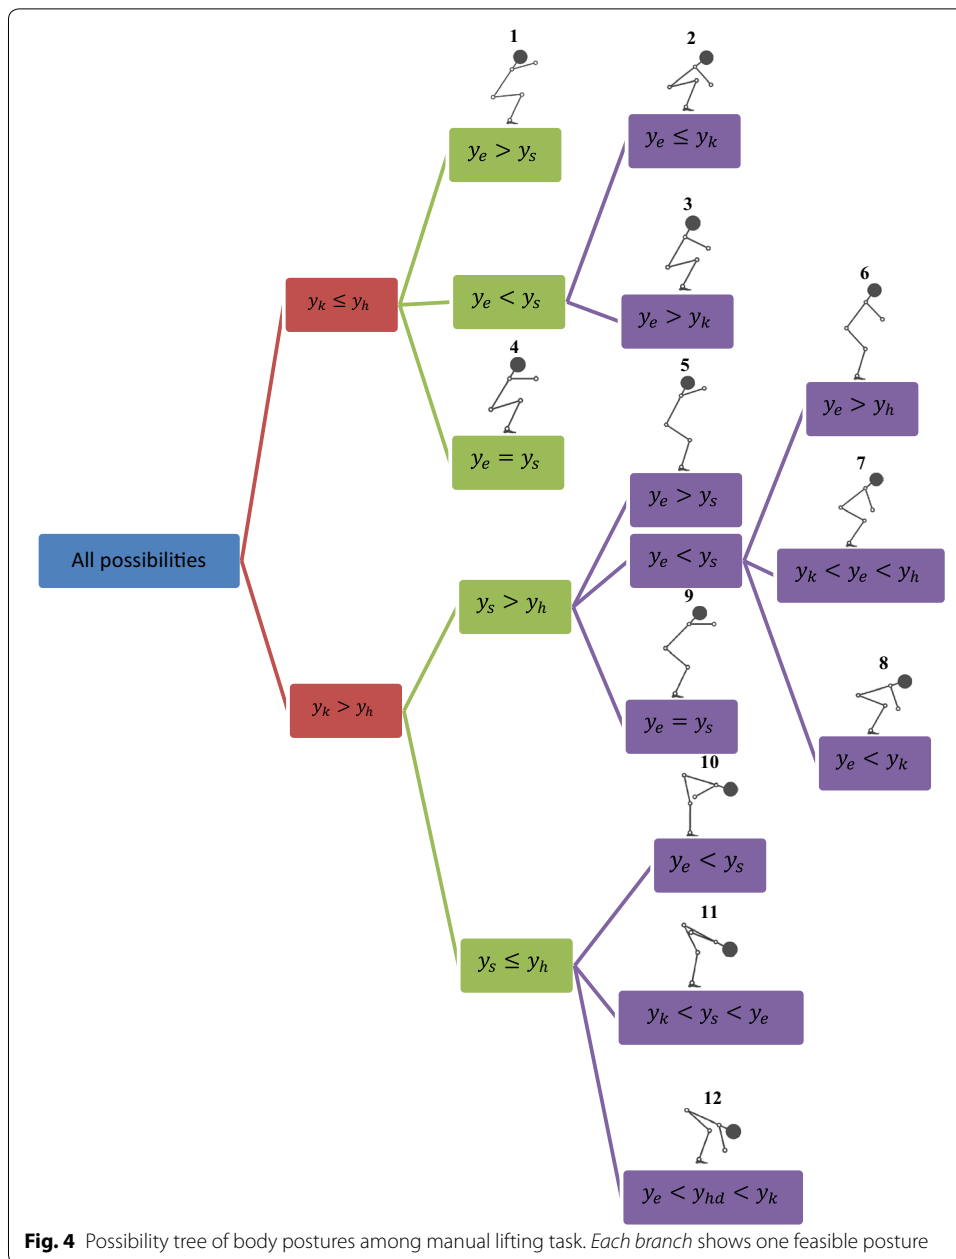 1
2
y_e > y_s
y_e ≤ y_k
3
6
y_k ≤ y_h
y_e < y_s
y_e > y_k
4
5
y_e > y_h
y_e = y_s
7
y_e > y_s
All possibilities
y_e < y_s
y_k < y_e < y_h
9
y_s > y_h
8
y_k > y_h
y_e = y_s
y_e < y_k
10
y_e < y_s
11
y_s ≤ y_h
y_k < y_s < y_e
12
y_e < y_hd < y_k
Fig. 4 Possibility tree of body postures among manual lifting task. Each branch shows one feasible posture